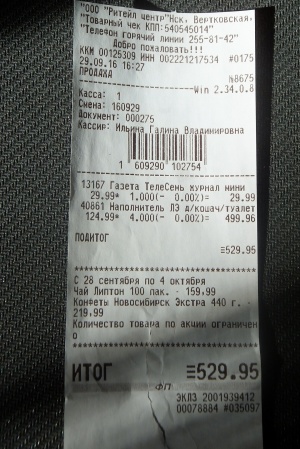 "ООО "Ритейл центр"Нск, Вертковская,
"Товарный чек КПП:540545014"
"Телефон горячий линии 255-81-42"
Добро пожаловать!!!
ККМ 00125309 ИНН 002221217534 #0175
29.09.16 16:27
ПРОДАЖА №8675
Win 2.34.0.8
Касса: 1
Смена: 160929
Документ: 000275
Кассир: Ильина Галина Владимировна
1 609290 102754
13167 Газета ТелеСемь журнал мини
29.99* 1.000(- 0.00%)= 29.99
40861 Наполнитель ПЭ д/кошач/туалет
124.99* 4.000(- 0.00%)= 499.96
ПОДИТОГ
≡529.95
************************************
С 28 сентября по 4 октября
Чай Липтон 100 пак. - 159,99
Конфеты Новосибирск Экстра 440 г. -
219,99
Количество товара по акции ограничен
о
************************************
ИТОГ ≡529.95
ФП
ЭКЛЗ 2001939412
00078884 #035097